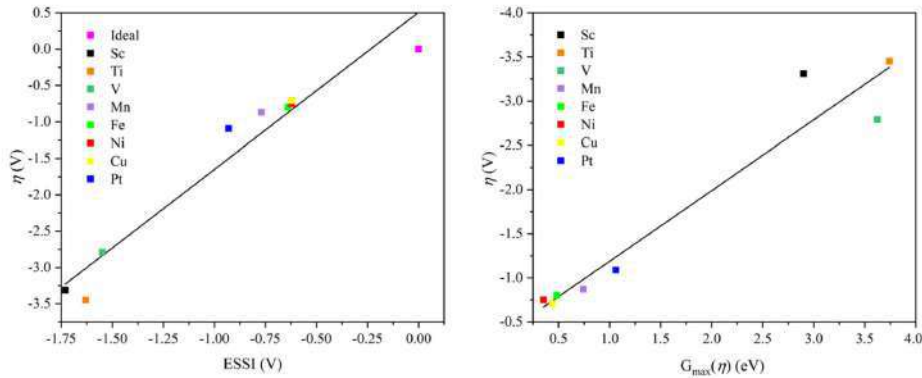 0.5
0.0
-0.5
-1.0
-1.5
-2.0
-2.5
-3.0
-3.5
η (V)
Ideal
Sc
Ti
V
Mn
Fe
Ni
Cu
Pt
-1.75 -1.50 -1.25 -1.00 -0.75 -0.50 -0.25 0.00
ESSI (V)
-4.0
-3.5
-3.0
-2.5
-2.0
-1.5
-1.0
-0.5
η (V)
Sc
Ti
V
Mn
Fe
Ni
Cu
Pt
0.5 1.0 1.5 2.0 2.5 3.0 3.5 4.0
Gmax(η) (eV)